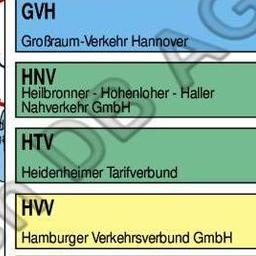 GVH
Großraum-Verkehr Hannover
HNV
Heilbronner - Hohenloher - Haller
Nahverkehr GmbH
HTV
Heidenheimer Tarifverbund
HVV
Hamburger Verkehrsverbund GmbH
DB AG